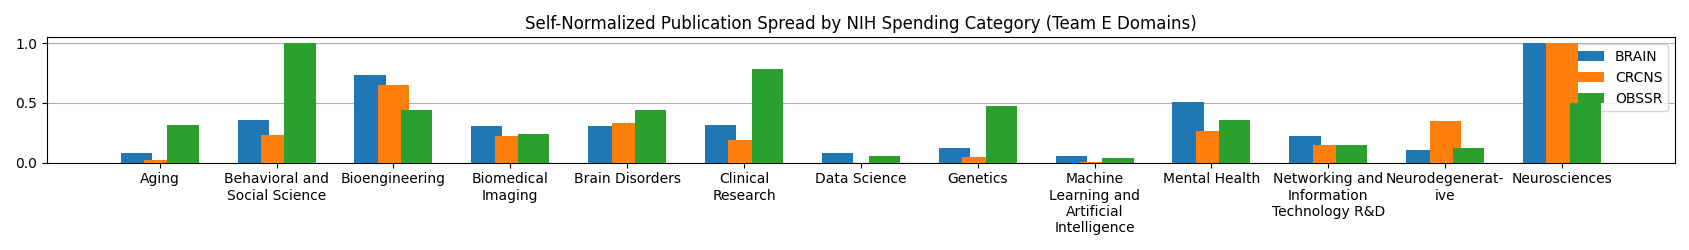 Self-Normalized Publication Spread by NIH Spending Category (Team E Domains)
1.0
0.5
0.0
BRAIN
CRCNS
OBSSR
Aging
Behavioral and
Social Science
Bioengineering
Biomedical
Imaging
Brain Disorders
Clinical
Research
Data Science
Genetics
Machine
Learning and
Artificial
Intelligence
Mental Health
Networking and
Information
Technology R&D
Neurodegenerat-
ive
Neurosciences